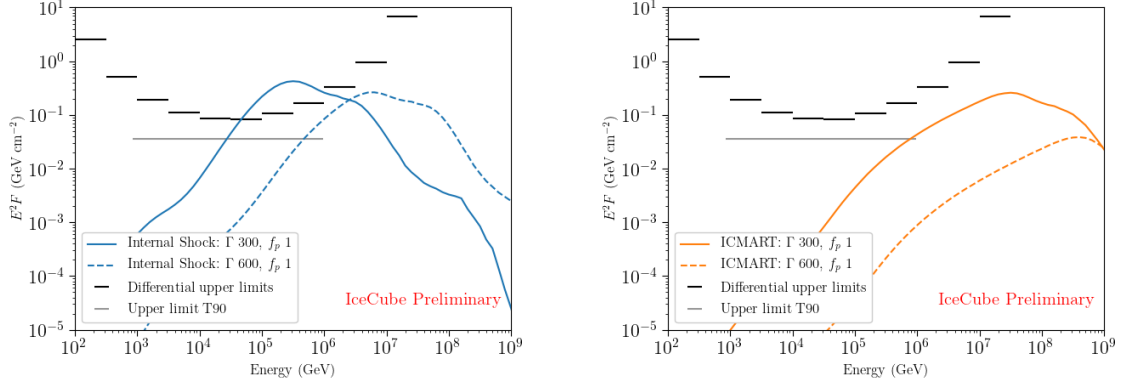 10^1
10^0
10^-1
10^-2
10^-3
10^-4
10^-5
E^2F (GeV cm^-2)
Internal Shock: Γ 300, f_p 1
Internal Shock: Γ 600, f_p 1
Differential upper limits
Upper limit T90
IceCube Preliminary
10^2 10^3 10^4 10^5 10^6 10^7 10^8 10^9
Energy (GeV)
10^1
10^0
10^-1
10^-2
10^-3
10^-4
10^-5
E^2F (GeV cm^-2)
ICMART: Γ 300, f_p 1
ICMART: Γ 600, f_p 1
Differential upper limits
Upper limit T90
IceCube Preliminary
10^2 10^3 10^4 10^5 10^6 10^7 10^8 10^9
Energy (GeV)